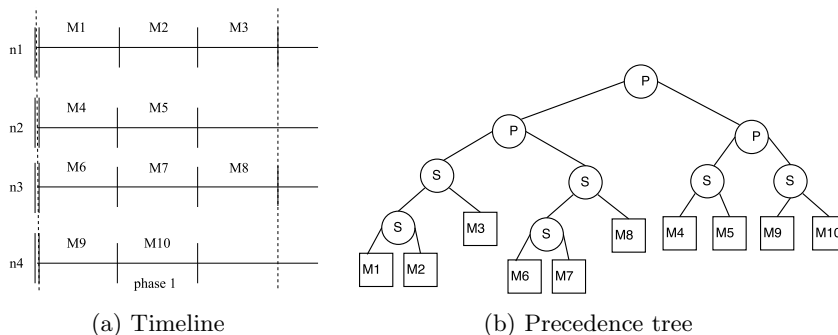 M1 M2 M3
n1
M4 M5
n2
M6 M7 M8
n3
M9 M10
n4
phase 1
(a) Timeline
P
P P
S S S S
S M3 S M8 M4 M5 M9 M10
M1 M2 M6 M7
(b) Precedence tree